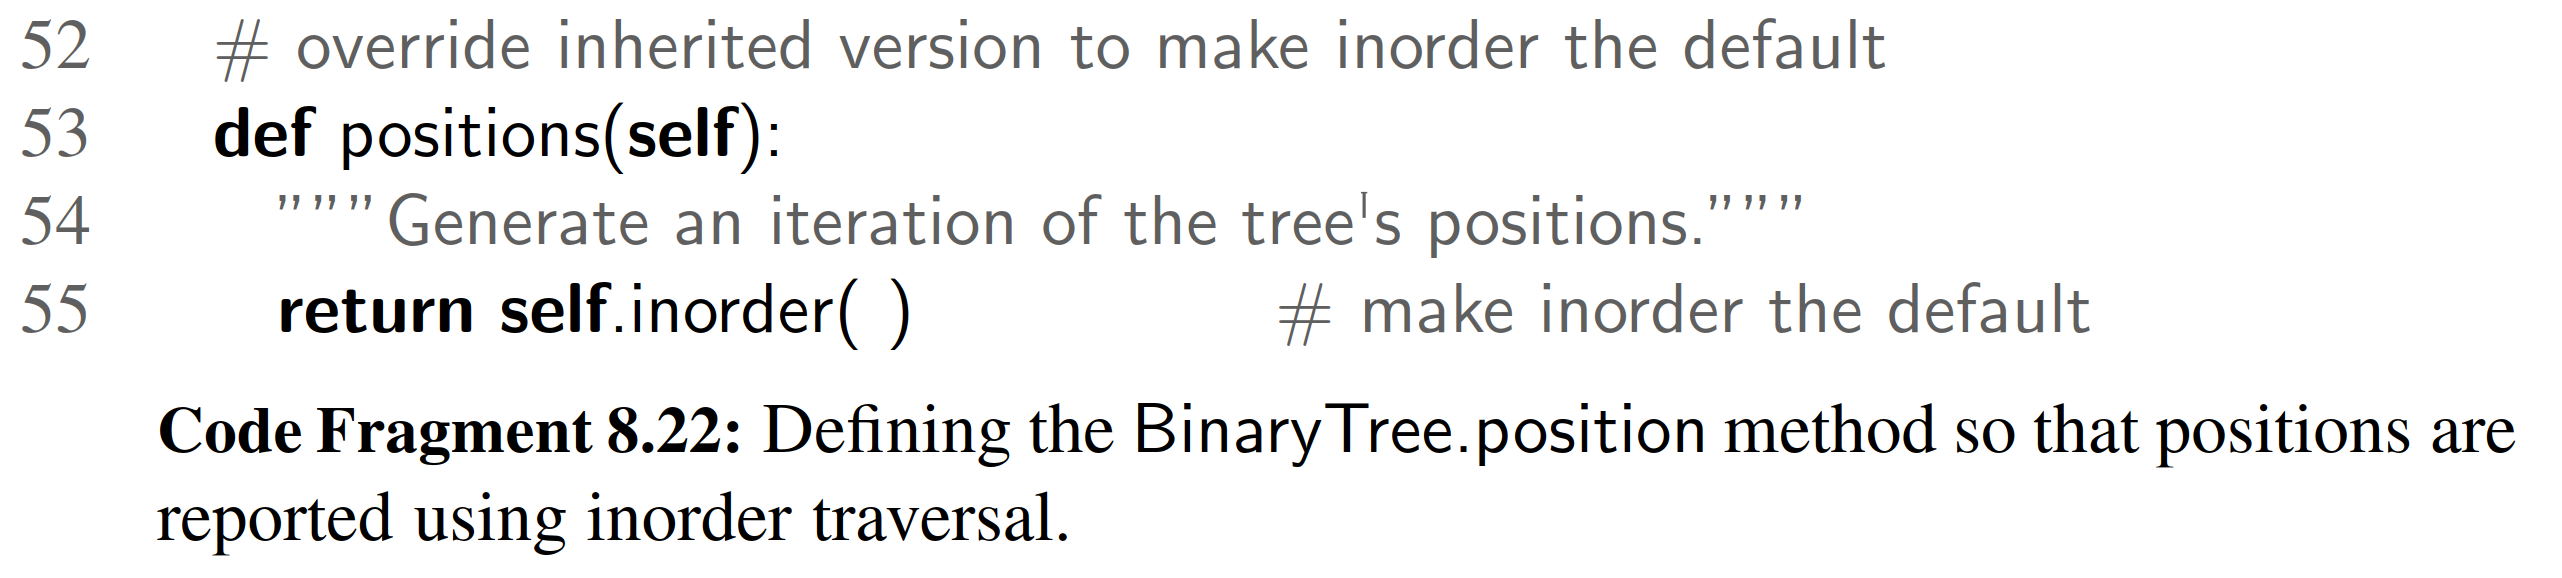 52 # override inherited version to make inorder the default
53 def positions(self):
54 """Generate an iteration of the tree's positions."""
55 return self.inorder( ) # make inorder the default
Code Fragment 8.22: Defining the BinaryTree.position method so that positions are
reported using inorder traversal.